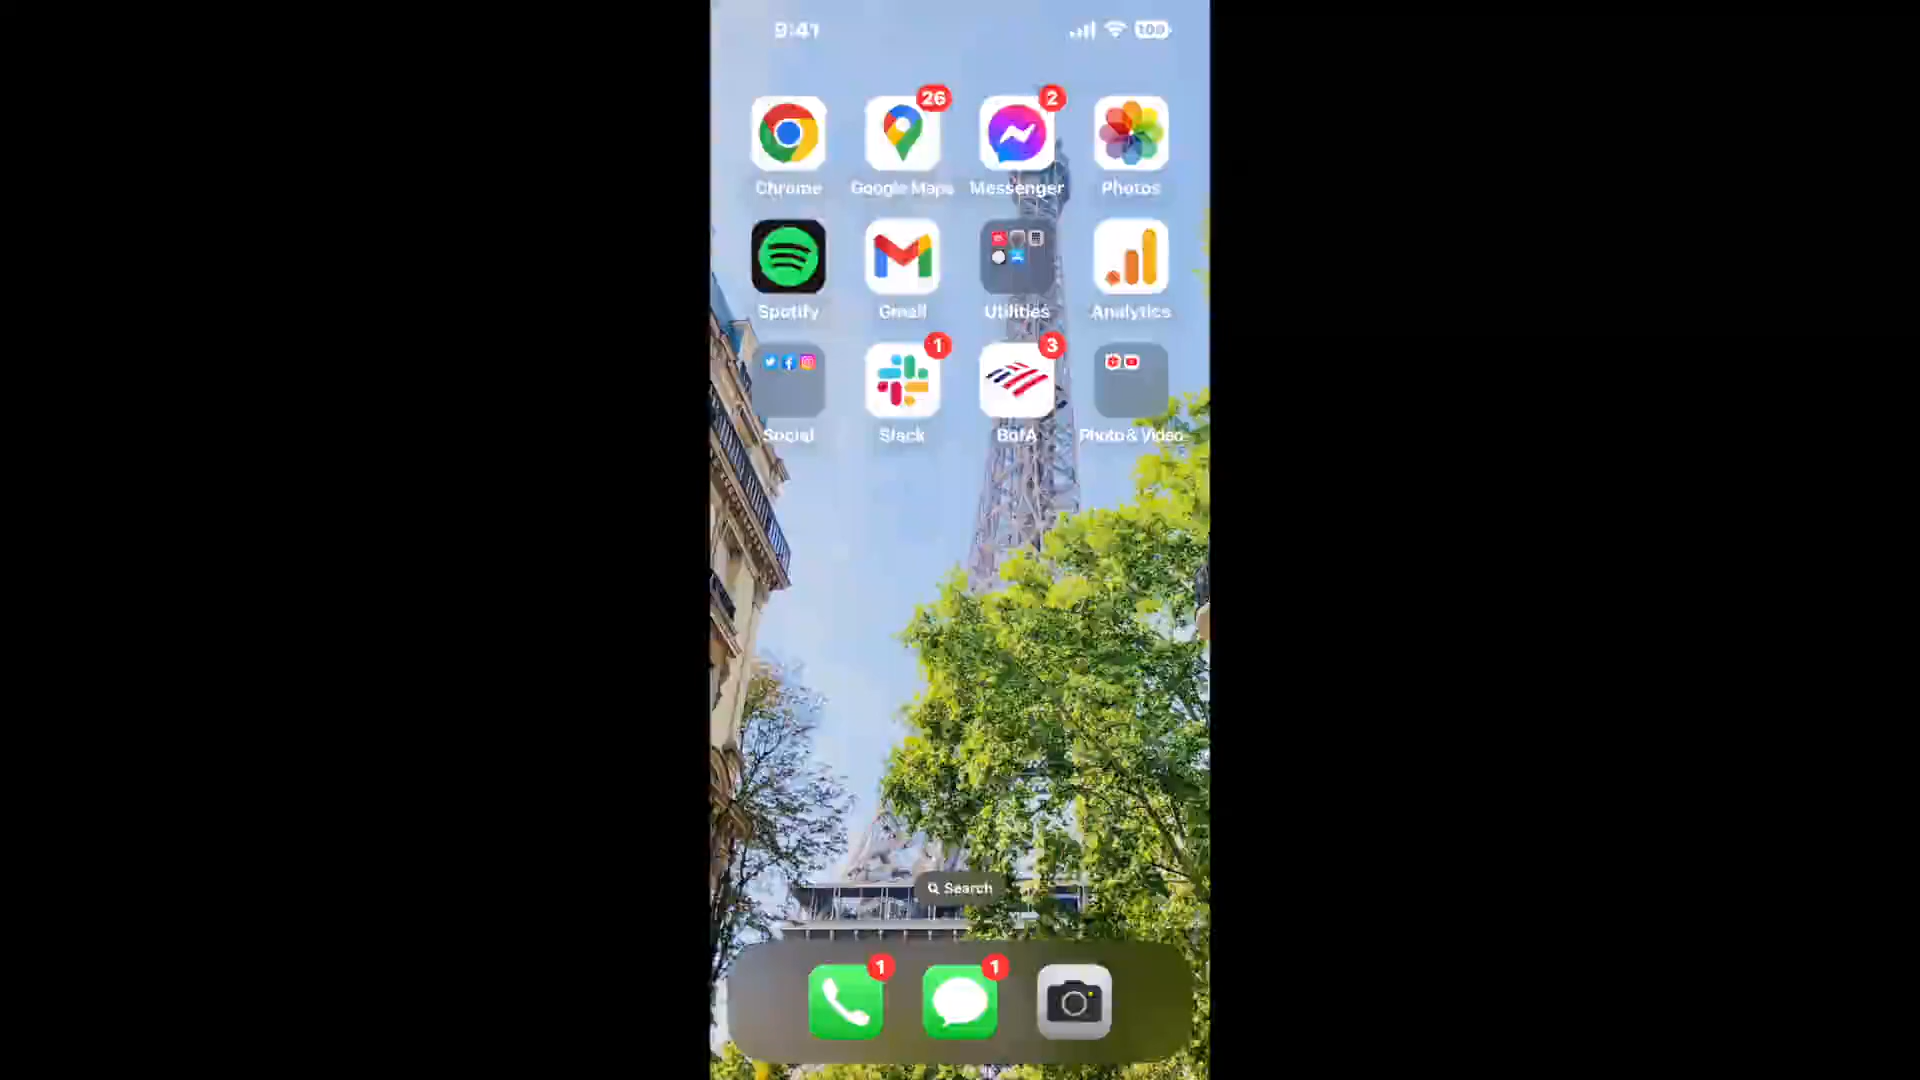 9:41
100
26
2
Chrome
Google Maps
Messenger
Photos
Spotify
Gmail
Utilities
Analytics
1
3
Social
Slack
BofA
Photo & Video
Search
1
1